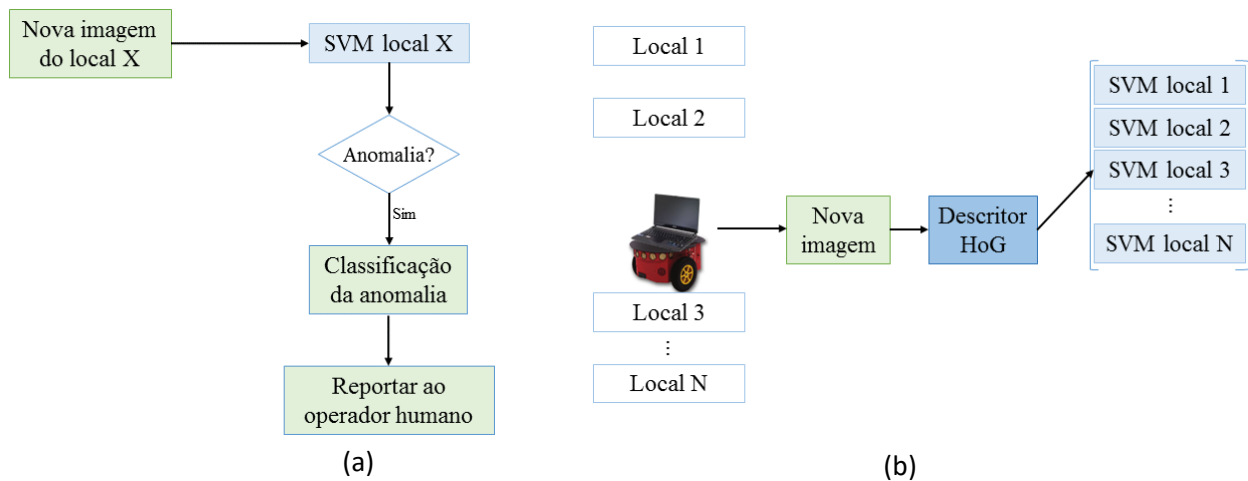 Nova imagem
do local X
SVM local X
Anomalia?
Sim
Classificação
da anomalia
Reportar ao
operador humano
(a)
Local 1
Local 2
Local 3
⋮
Local N
Nova
imagem
Descritor
HoG
SVM local 1
SVM local 2
SVM local 3
⋮
SVM local N
(b)